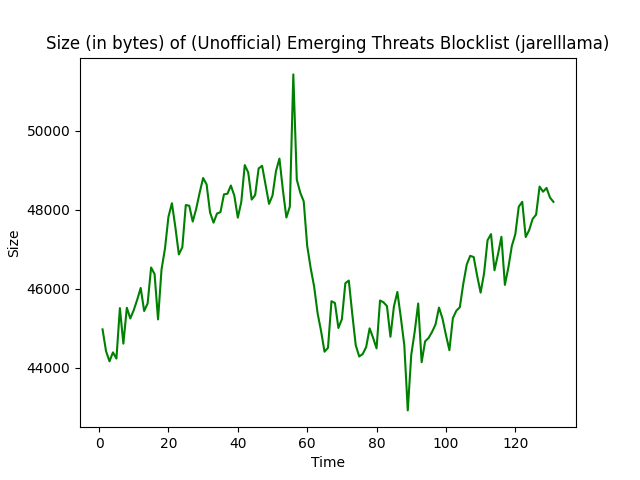 Size (in bytes) of (Unofficial) Emerging Threats Blocklist (jarelllama)
50000
48000
46000
44000
Size
0 20 40 60 80 100 120
Time